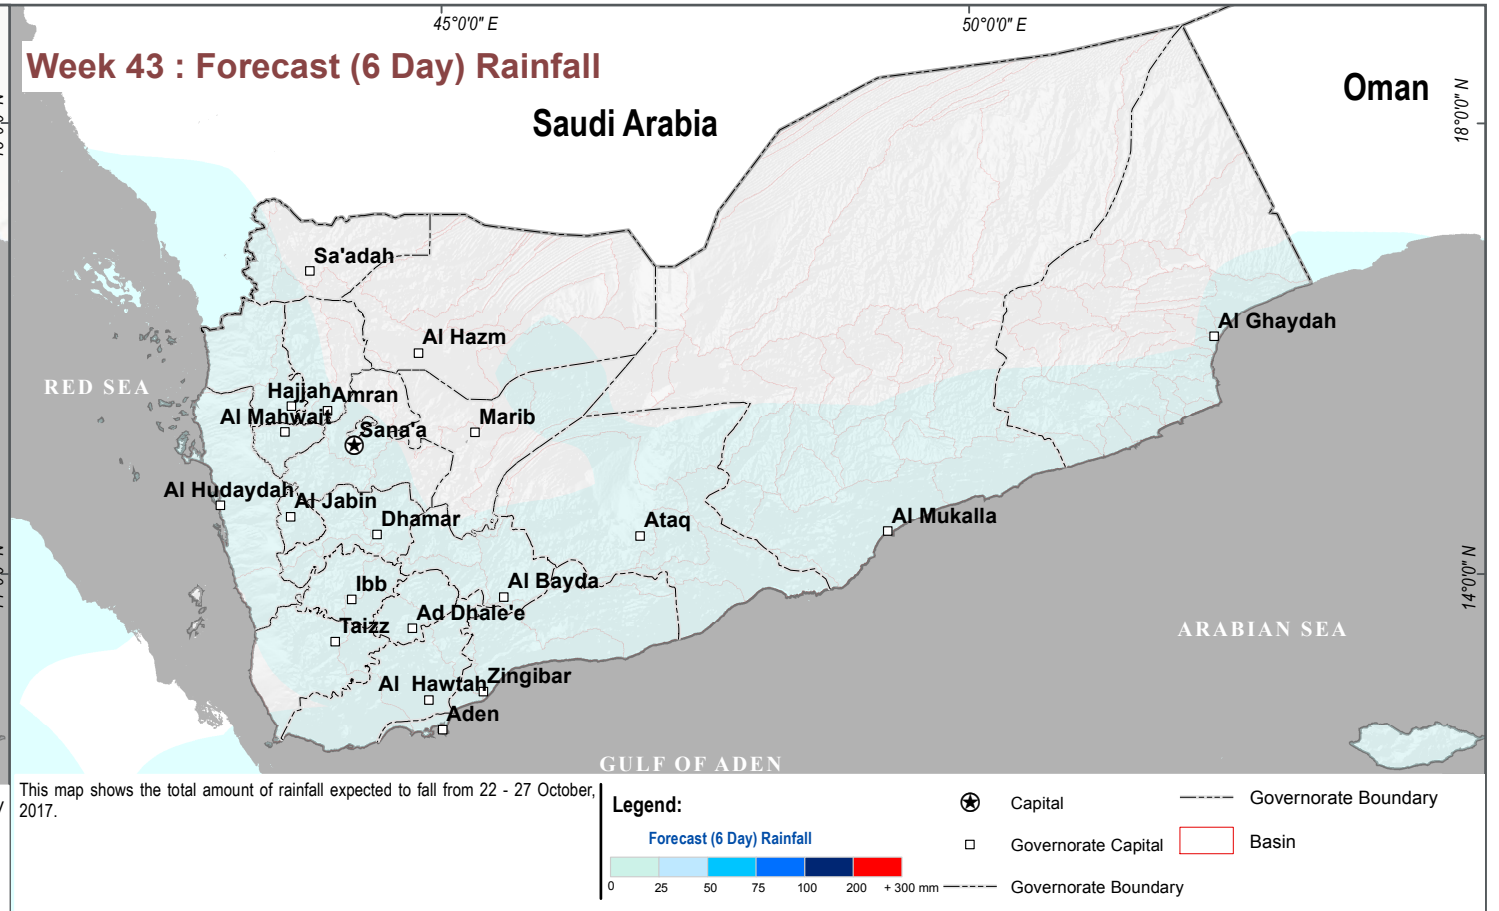 45°0'0" E
50°0'0" E
Week 43 : Forecast (6 Day) Rainfall
Oman
Saudi Arabia
18°0'0" N
Sa'adah
Al Ghaydah
Al Hazm
RED SEA
Hajjah
Amran
Al Mahwait
Marib
Sana'a
Al Hudaydah
Al Jabin
Dhamar
Ataq
Al Mukalla
Ibb
Al Bayda
14°0'0" N
Ad Dhale'e
Taizz
ARABIAN SEA
Al Hawtah
Zingibar
Aden
GULF OF ADEN
This map shows the total amount of rainfall expected to fall from 22 - 27 October,
2017.
Legend:
Forecast (6 Day) Rainfall
0 25 50 75 100 200 + 300 mm
Capital
Governorate Capital
Governorate Boundary
Governorate Boundary
Basin